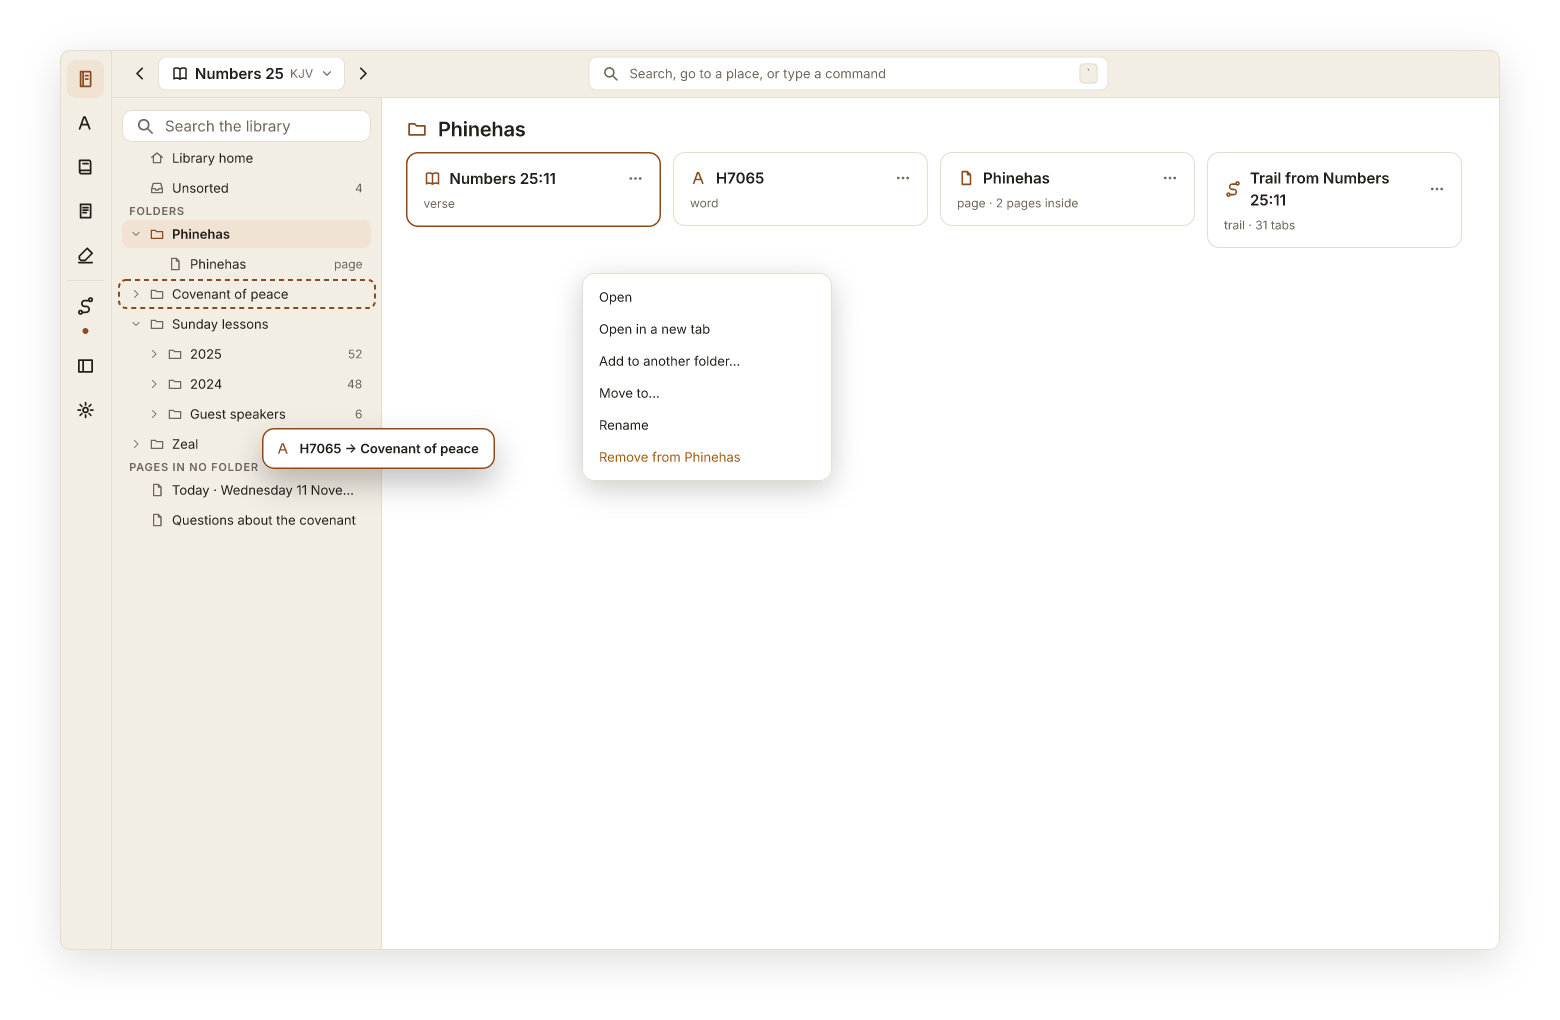 Numbers 25 KJV
Search, go to a place, or type a command
Search the library
Library home
Unsorted 4
FOLDERS
Phinehas
Phinehas page
Covenant of peace
Sunday lessons
2025 52
2024 48
Guest speakers 6
Zeal
PAGES IN NO FOLDER
Today · Wednesday 11 Nove...
Questions about the covenant
H7065 → Covenant of peace
Phinehas
Numbers 25:11
verse
H7065
word
Phinehas
page · 2 pages inside
Trail from Numbers
25:11
trail · 31 tabs
Open
Open in a new tab
Add to another folder...
Move to...
Rename
Remove from Phinehas